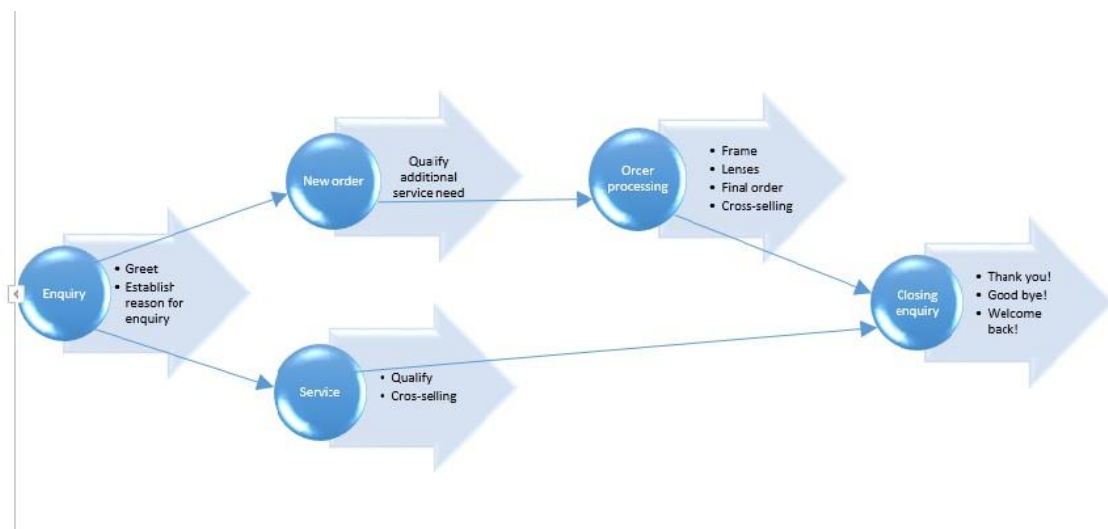 Enquiry
• Greet
• Establish
reason for
enquiry
New order
Qualify
additional
service need
Orcer
processing
• Frame
• Lenses
• Final order
• Cross-selling
Service
• Qualify
• Cros-selling
Closing
enquiry
• Thank you!
• Good bye!
• Welcome
back!